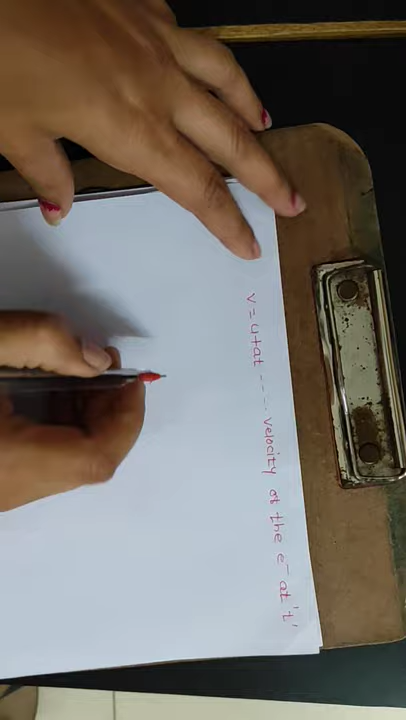 v = u+at - - . . velocity of the e⁻ at 't'